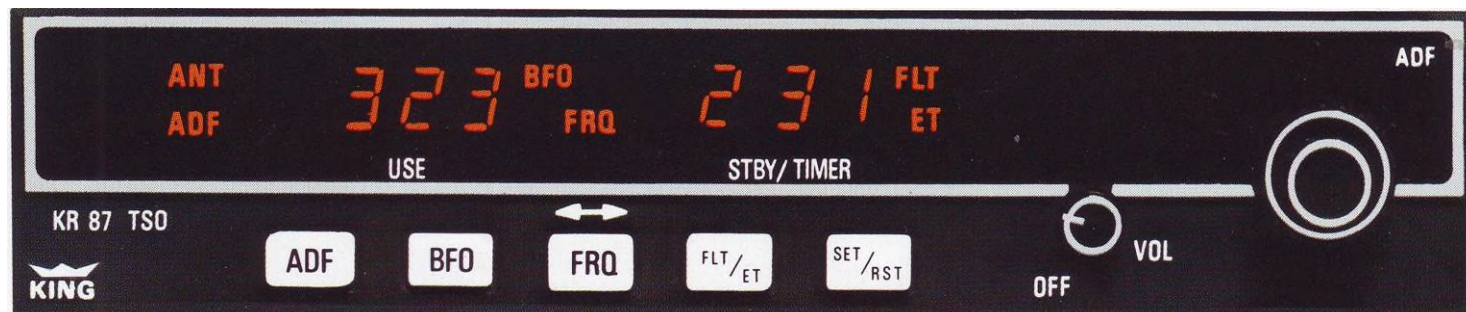 ADF
ANT 323 BFO 231 FLT
ADF FRQ ET
USE STBY/ TIMER
KR 87 TSO
ADF BFO FRQ FLT/ET SET/RST VOL
KING OFF